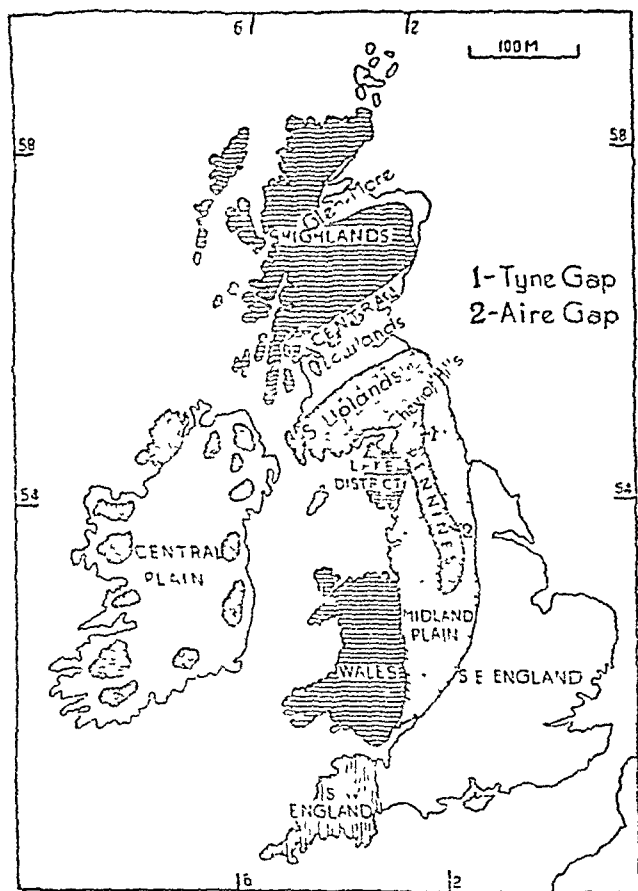 6
2
100M
58
58
Glen More
HIGHLANDS
1-Tyne Gap
2-Aire Gap
CENTRAL
Lowlands
S Uplands
Cheviot Hills
1
LAKE
DISTRICT
PENNINES
54
54
2
CENTRAL
PLAIN
MIDLAND
PLAIN
WALES
S E ENGLAND
S W
ENGLAND
6
2